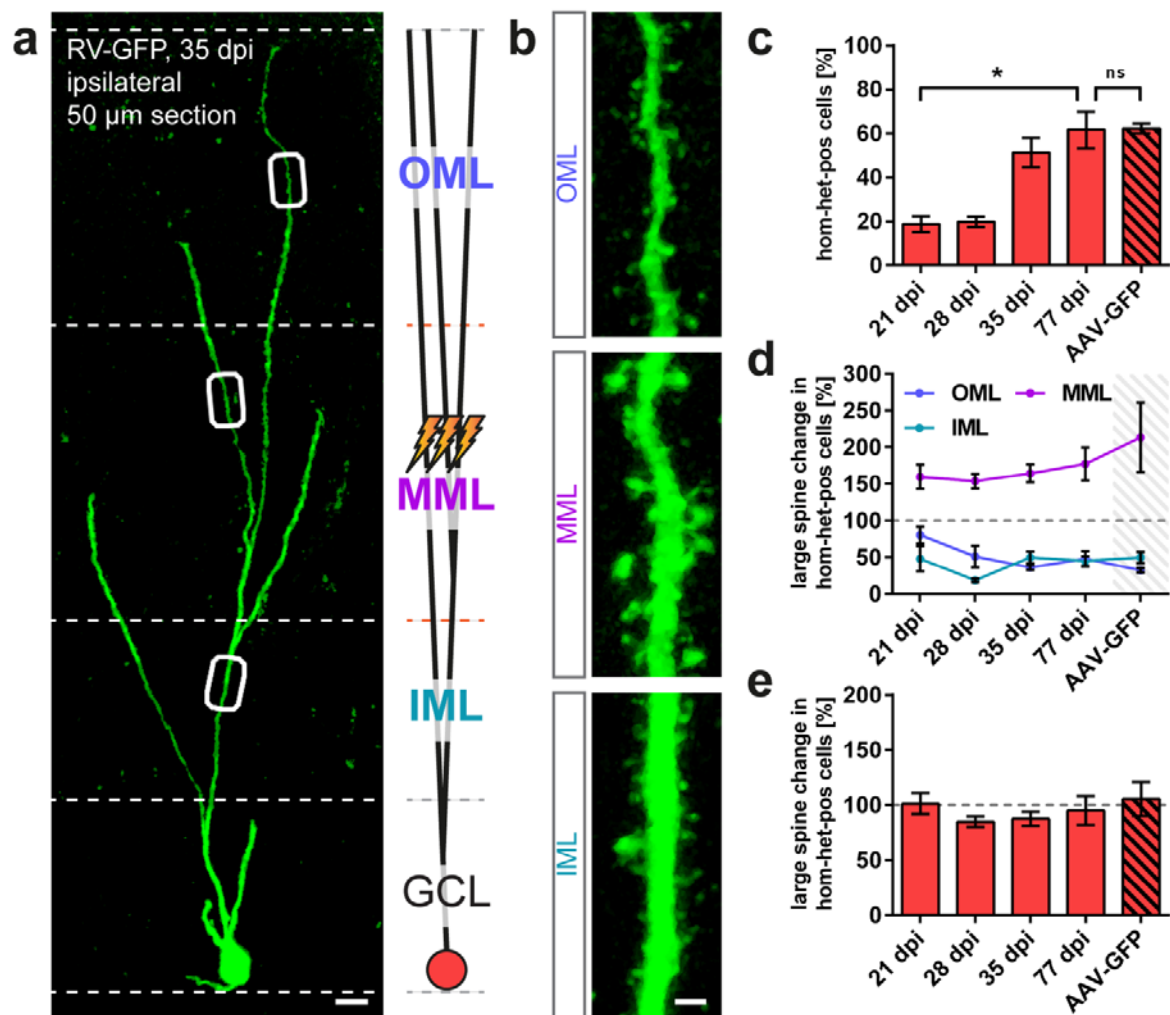 a
RV-GFP, 35 dpi
ipsilateral
50 µm section
OML
MML
IML
GCL
b
OML
MML
IML
c
hom-het-pos cells [%]
100
80
60
40
20
0
*
ns
21 dpi
28 dpi
35 dpi
77 dpi
AAV-GFP
d
large spine change in
hom-het-pos cells [%]
300
250
200
150
100
50
0
OML
MML
IML
21 dpi
28 dpi
35 dpi
77 dpi
AAV-GFP
e
large spine change in
hom-het-pos cells [%]
200
150
100
50
0
21 dpi
28 dpi
35 dpi
77 dpi
AAV-GFP